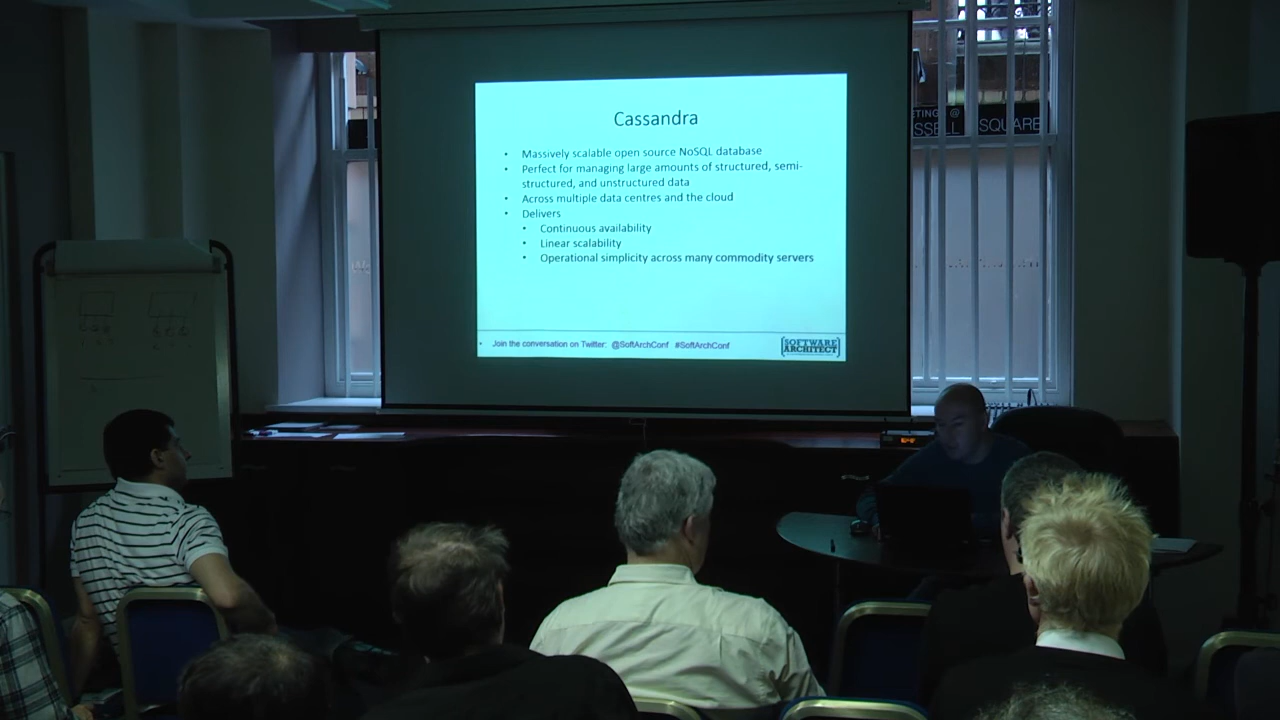 Cassandra
• Massively scalable open source NoSQL database
• Perfect for managing large amounts of structured, semi-
structured, and unstructured data
• Across multiple data centres and the cloud
• Delivers
• Continuous availability
• Linear scalability
• Operational simplicity across many commodity servers
• Join the conversation on Twitter: @SoftArchConf #SoftArchConf
SOFTWARE
ARCHITECT
ETING @
SSELL SQUARE